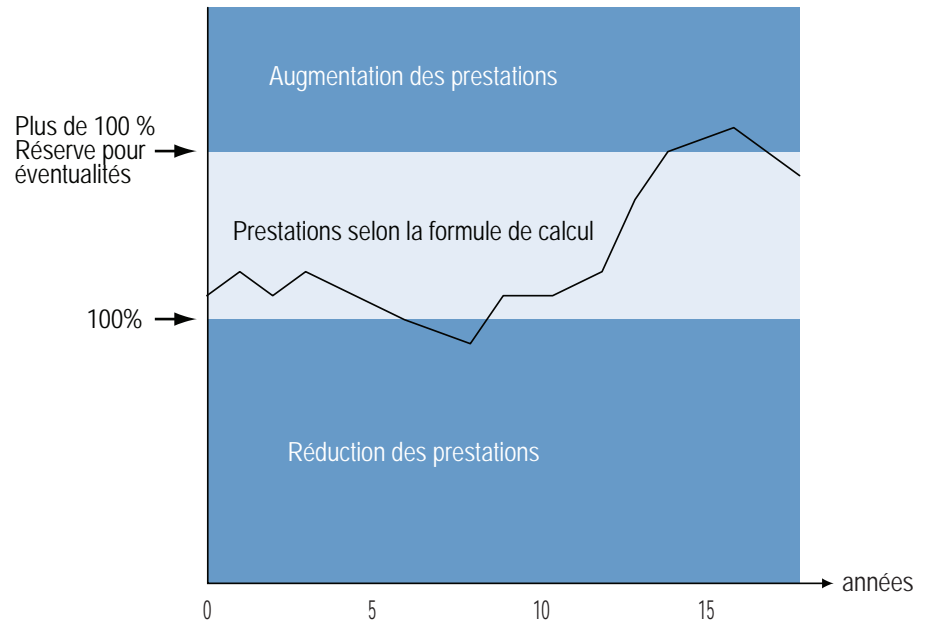 Augmentation des prestations
Plus de 100 %
Réserve pour
éventualités
Prestations selon la formule de calcul
100%
Réduction des prestations
années
0 5 10 15